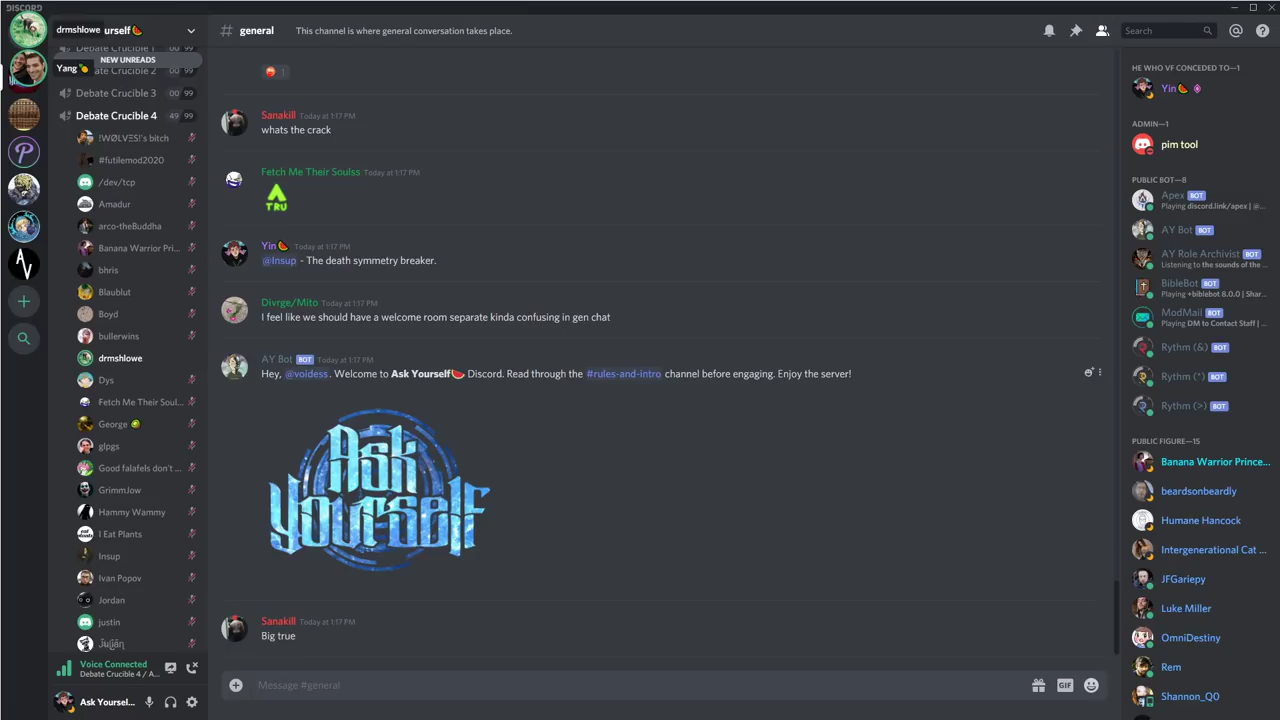 DISCORD
drmshlowe
urself🍉
Yang
NEW UNREADS
Debate Crucible 1 00 99
Debate Crucible 2 00 99
Debate Crucible 3 00 99
Debate Crucible 4 49 99
!WØLVΞS!'s bitch
#futilemod2020
/dev/tcp
Amadur
arco-theBuddha
Banana Warrior Pri...
bhris
Blaublut
Boyd
bullerwins
drmshlowe
Dys
Fetch Me Their Soul...
George
glpgs
Good falafels don't ...
GrimmJow
Hammy Wammy
I Eat Plants
Insup
Ivan Popov
Jordan
justin
Voice Connected
Debate Crucible 4 / A...
Ask Yoursel...
# general This channel is where general conversation takes place.
1
Sanakill Today at 1:17 PM
whats the crack
Fetch Me Their Soulss Today at 1:17 PM
TRU
Yin🍉 Today at 1:17 PM
@Insup - The death symmetry breaker.
Divrge/Mito Today at 1:17 PM
I feel like we should have a welcome room separate kinda confusing in gen chat
AY Bot BOT Today at 1:17 PM
Hey, @voidess. Welcome to Ask Yourself🍉 Discord. Read through the #rules-and-intro channel before engaging. Enjoy the server!
Ask
Yourself
Sanakill Today at 1:17 PM
Big true
Message #general
GIF
Search
HE WHO VF CONCEDED TO—1
Yin🍉
ADMIN—1
pim tool
PUBLIC BOT—8
Apex BOT
Playing discord.link/apex | @...
AY Bot BOT
AY Role Archivist BOT
Listening to the sounds of the ...
BibleBot BOT
Playing +biblebot 8.0.0 | Shar...
ModMail BOT
Playing DM to Contact Staff | ...
Rythm (&) BOT
Rythm (*) BOT
Rythm (>) BOT
PUBLIC FIGURE—15
Banana Warrior Prince...
beardsonbeardly
Humane Hancock
Intergenerational Cat ...
JFGariepy
Luke Miller
OmniDestiny
Rem
Shannon_Q0